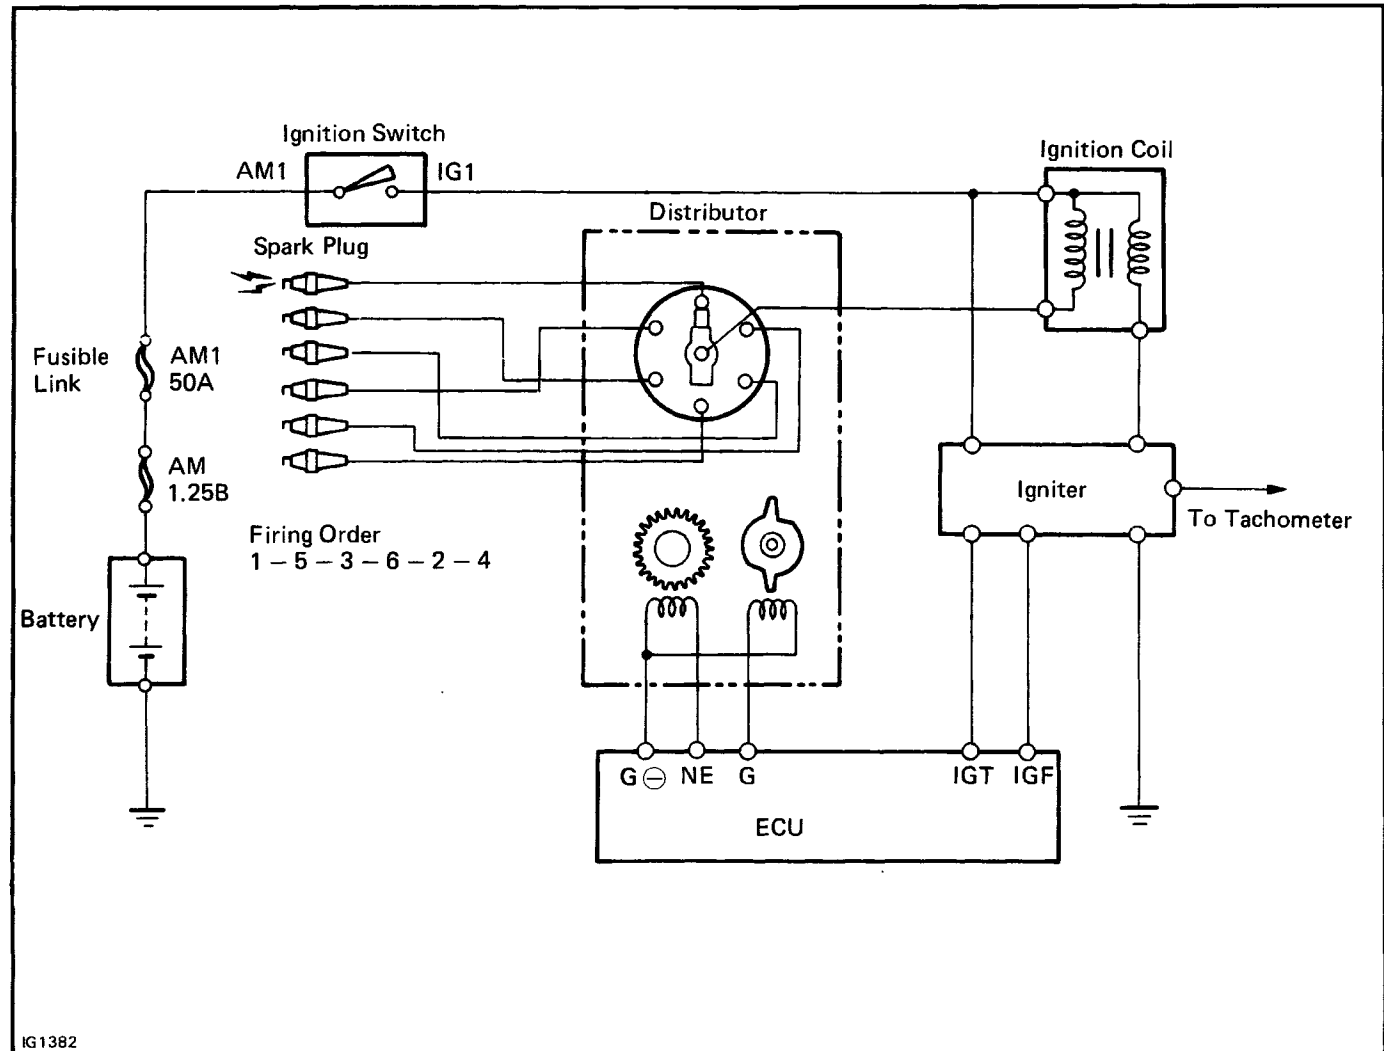 Ignition Switch
AM1
IG1
Ignition Coil
Distributor
Spark Plug
Fusible
Link
AM1
50A
AM
1.25B
Igniter
To Tachometer
Firing Order
1 – 5 – 3 – 6 – 2 – 4
Battery
G ⊖ NE G
IGT IGF
ECU
IG1382